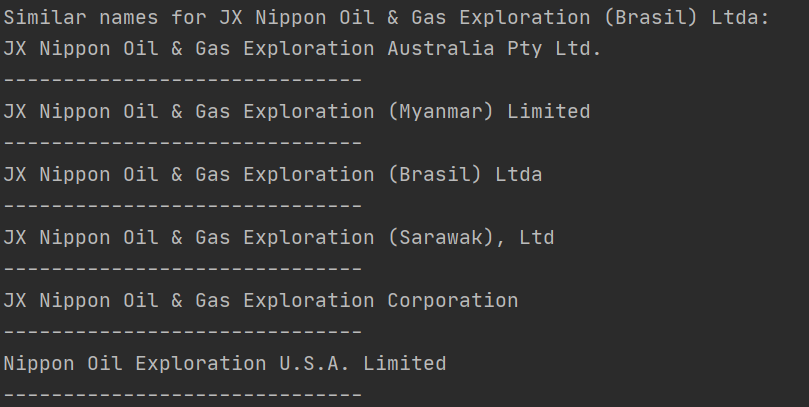 Similar names for JX Nippon Oil & Gas Exploration (Brasil) Ltda:
JX Nippon Oil & Gas Exploration Australia Pty Ltd.
------------------------------
JX Nippon Oil & Gas Exploration (Myanmar) Limited
------------------------------
JX Nippon Oil & Gas Exploration (Brasil) Ltda
------------------------------
JX Nippon Oil & Gas Exploration (Sarawak), Ltd
------------------------------
JX Nippon Oil & Gas Exploration Corporation
------------------------------
Nippon Oil Exploration U.S.A. Limited
------------------------------